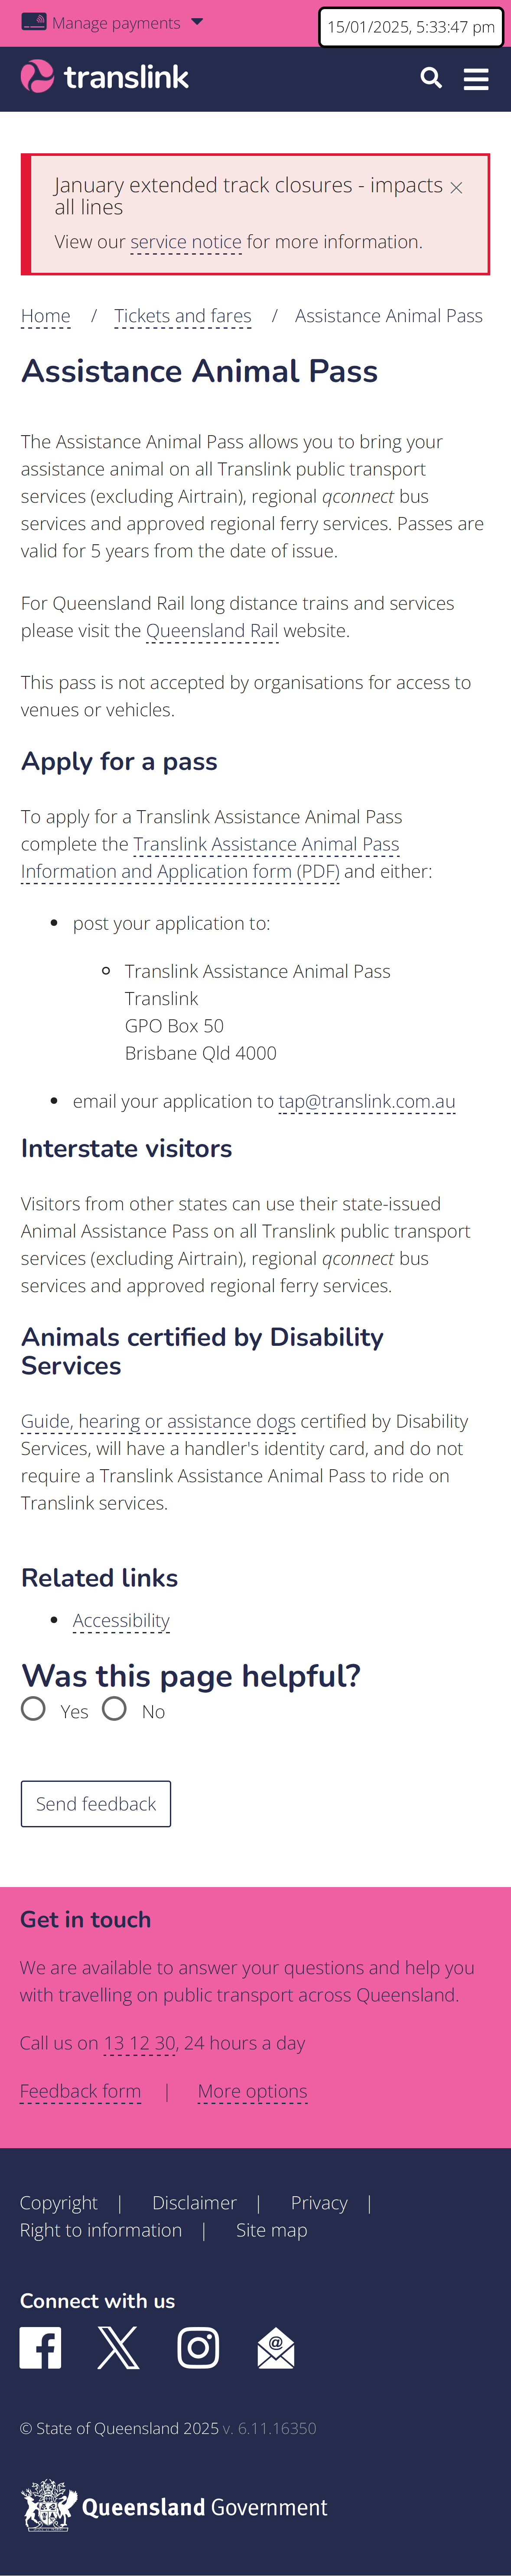 Manage payments
15/01/2025, 5:33:47 pm
translink
January extended track closures - impacts
all lines
View our service notice for more information.
Home / Tickets and fares / Assistance Animal Pass
Assistance Animal Pass
The Assistance Animal Pass allows you to bring your
assistance animal on all Translink public transport
services (excluding Airtrain), regional qconnect bus
services and approved regional ferry services. Passes are
valid for 5 years from the date of issue.
For Queensland Rail long distance trains and services
please visit the Queensland Rail website.
This pass is not accepted by organisations for access to
venues or vehicles.
Apply for a pass
To apply for a Translink Assistance Animal Pass
complete the Translink Assistance Animal Pass
Information and Application form (PDF) and either:
post your application to:
Translink Assistance Animal Pass
Translink
GPO Box 50
Brisbane Qld 4000
email your application to tap@translink.com.au
Interstate visitors
Visitors from other states can use their state-issued
Animal Assistance Pass on all Translink public transport
services (excluding Airtrain), regional qconnect bus
services and approved regional ferry services.
Animals certified by Disability
Services
Guide, hearing or assistance dogs certified by Disability
Services, will have a handler's identity card, and do not
require a Translink Assistance Animal Pass to ride on
Translink services.
Related links
Accessibility
Was this page helpful?
Yes No
Send feedback
Get in touch
We are available to answer your questions and help you
with travelling on public transport across Queensland.
Call us on 13 12 30, 24 hours a day
Feedback form | More options
Copyright | Disclaimer | Privacy |
Right to information | Site map
Connect with us
© State of Queensland 2025 v. 6.11.16350
Queensland Government